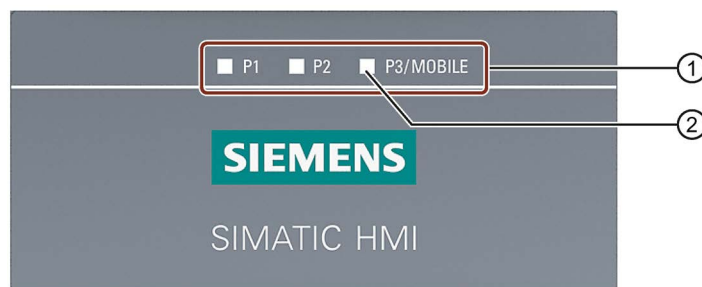 P1 P2 P3/MOBILE
①
②
SIEMENS
SIMATIC HMI